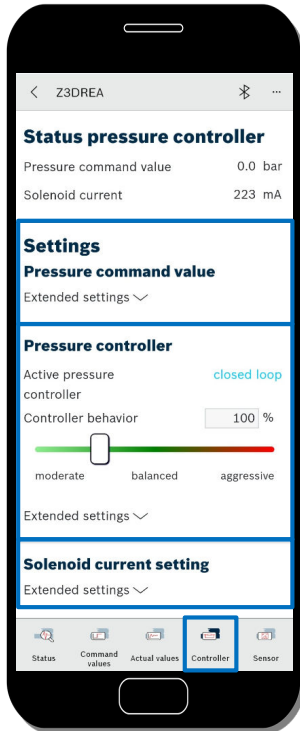 Z3DREA ...
Status pressure controller
Pressure command value 0.0 bar
Solenoid current 223 mA
Settings
Pressure command value
Extended settings
Pressure controller
Active pressure closed loop
controller
Controller behavior 100 %
moderate balanced aggressive
Extended settings
Solenoid current setting
Extended settings
Status Command Actual values Controller Sensor
values